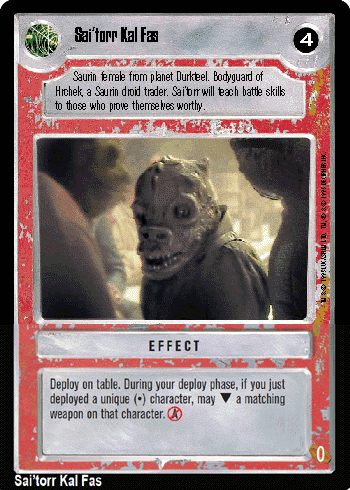 Sai'torr Kal Fas
4
Saurin female from planet Durkteel. Bodyguard of
Hrchek, a Saurin droid trader. Sai'torr will teach battle skills
to those who prove themselves worthy.
EFFECT
Deploy on table. During your deploy phase, if you just
deployed a unique (•) character, may ▼ a matching
weapon on that character.
0
Sai'torr Kal Fas